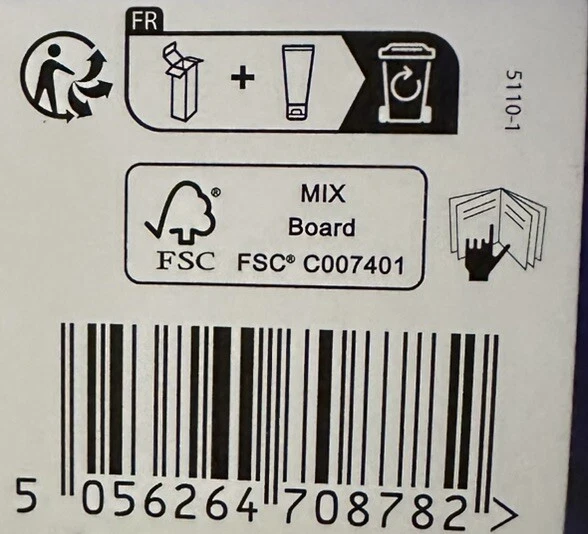 FR
+
5110-1
MIX
Board
FSC® C007401
® FSC
5 056264 708782 >